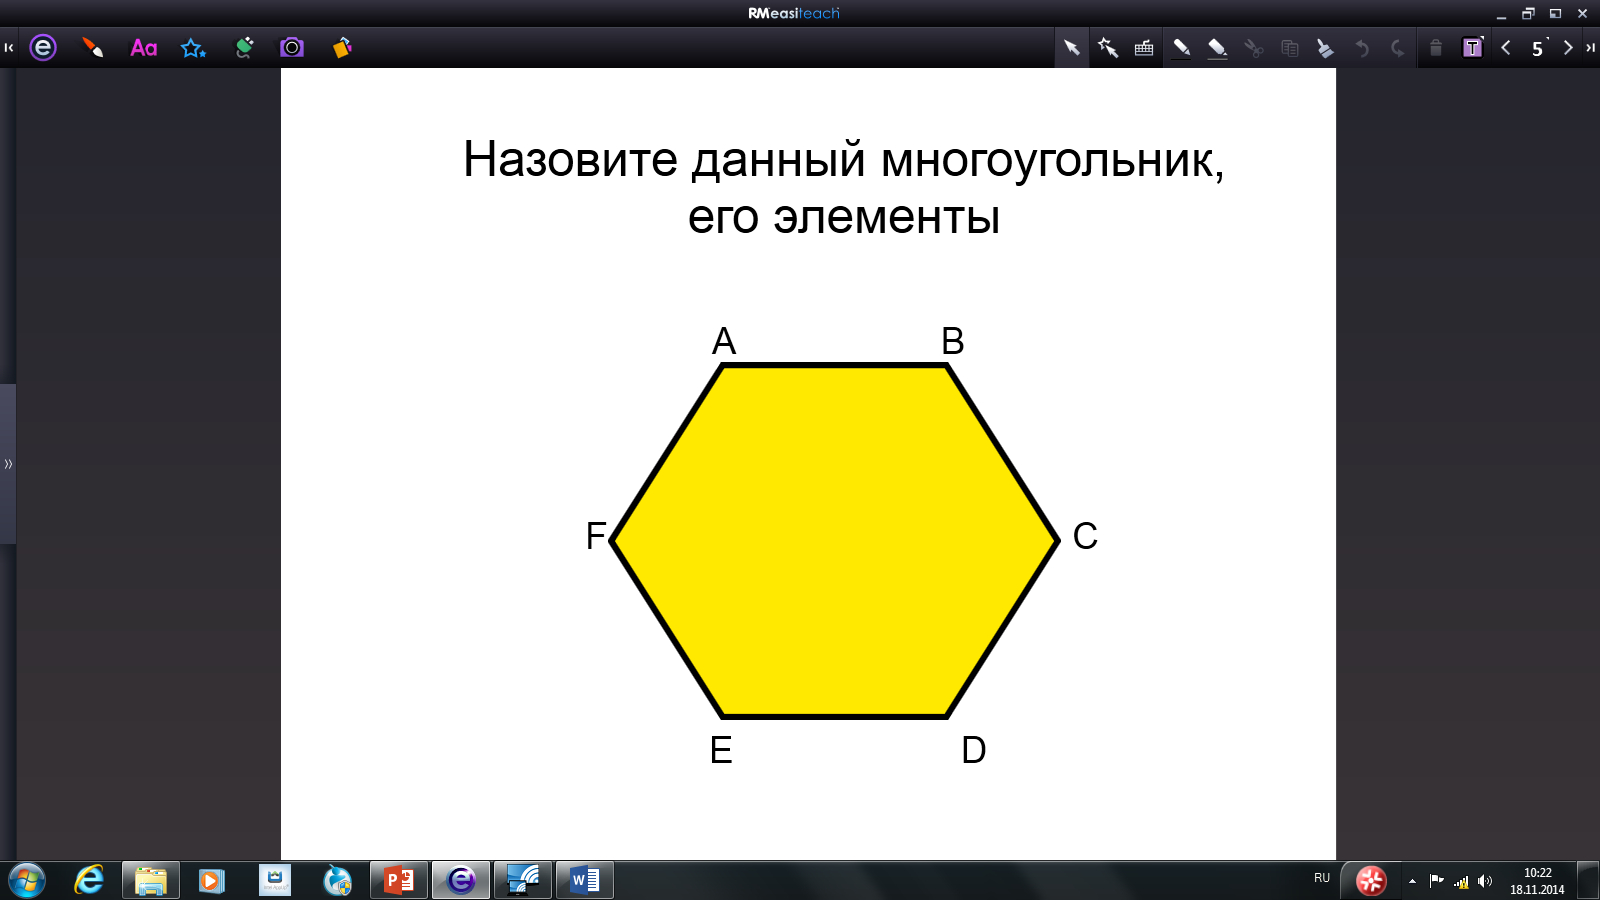 RMeasiteach
Aa
T
5
Назовите данный многоугольник,
его элементы
A
B
F
C
E
D
RU
10:22
18.11.2014